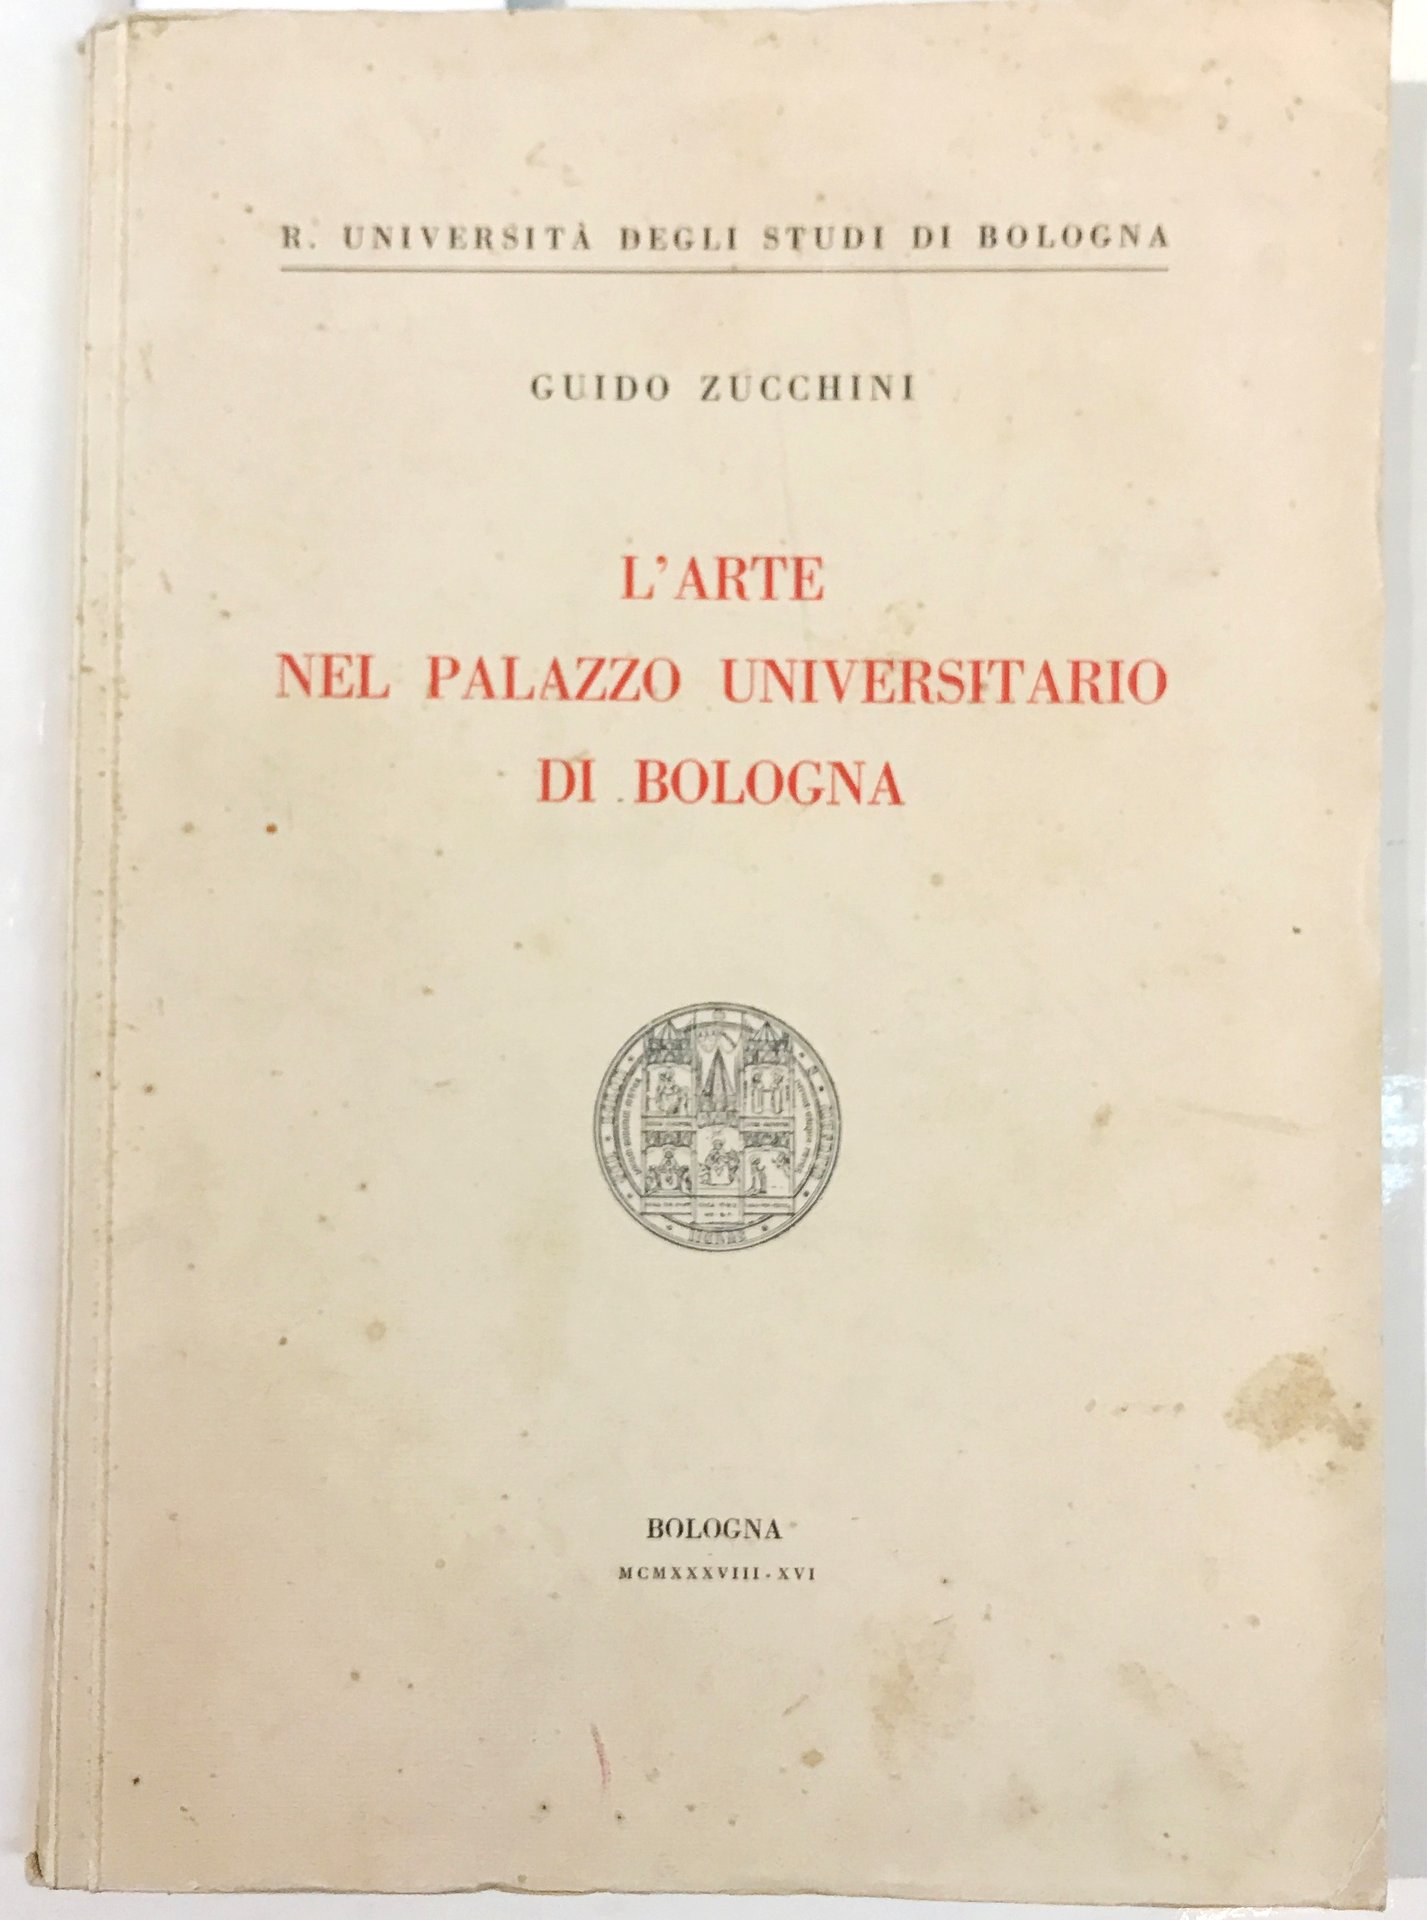 R. UNIVERSITÀ DEGLI STUDI DI BOLOGNA
GUIDO ZUCCHINI
L'ARTE
NEL PALAZZO UNIVERSITARIO
DI BOLOGNA
BOLOGNA
MCMXXXVIII - XVI